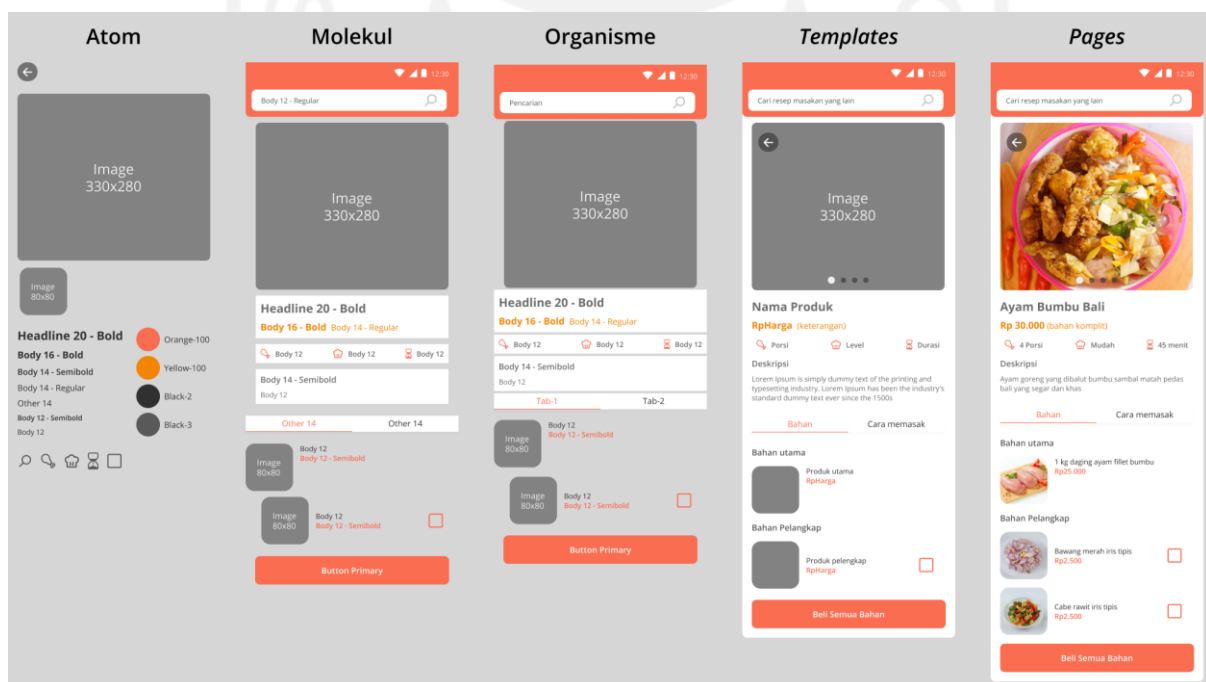 Atom
Image
330x280
Image
80x80
Headline 20 - Bold
Body 16 - Bold
Body 14 - Semibold
Body 14 - Regular
Other 14
Body 12 - Semibold
Body 12
Orange-100
Yellow-100
Black-2
Black-3
Molekul
12:30
Body 12 - Regular
Image
330x280
Headline 20 - Bold
Body 16 - Bold Body 14 - Regular
Body 12 Body 12 Body 12
Body 14 - Semibold
Body 12
Other 14 Other 14
Image
80x80
Body 12
Body 12 - Semibold
Image
80x80
Body 12
Body 12 - Semibold
Button Primary
Organisme
12:30
Pencarian
Image
330x280
Headline 20 - Bold
Body 16 - Bold Body 14 - Regular
Body 12 Body 12 Body 12
Body 14 - Semibold
Body 12
Tab-1 Tab-2
Image
80x80
Body 12
Body 12 - Semibold
Image
80x80
Body 12
Body 12 - Semibold
Button Primary
Templates
12:30
Cari resep masakan yang lain
Image
330x280
Nama Produk
RpHarga (keterangan)
Porsi Level Durasi
Deskripsi
Lorem Ipsum is simply dummy text of the printing and
typesetting industry. Lorem Ipsum has been the industry's
standard dummy text ever since the 1500s
Bahan Cara memasak
Bahan utama
Produk utama
RpHarga
Bahan Pelangkap
Produk pelengkap
RpHarga
Beli Semua Bahan
Pages
12:30
Cari resep masakan yang lain
Ayam Bumbu Bali
Rp 30.000 (bahan komplit)
4 Porsi Mudah 45 menit
Deskripsi
Ayam goreng yang dibalut bumbu sambal matah pedas
bali yang segar dan khas
Bahan Cara memasak
Bahan utama
1 kg daging ayam fillet bumbu
Rp25.000
Bahan Pelangkap
Bawang merah iris tipis
Rp2.500
Cabe rawit iris tipis
Rp2.500
Beli Semua Bahan